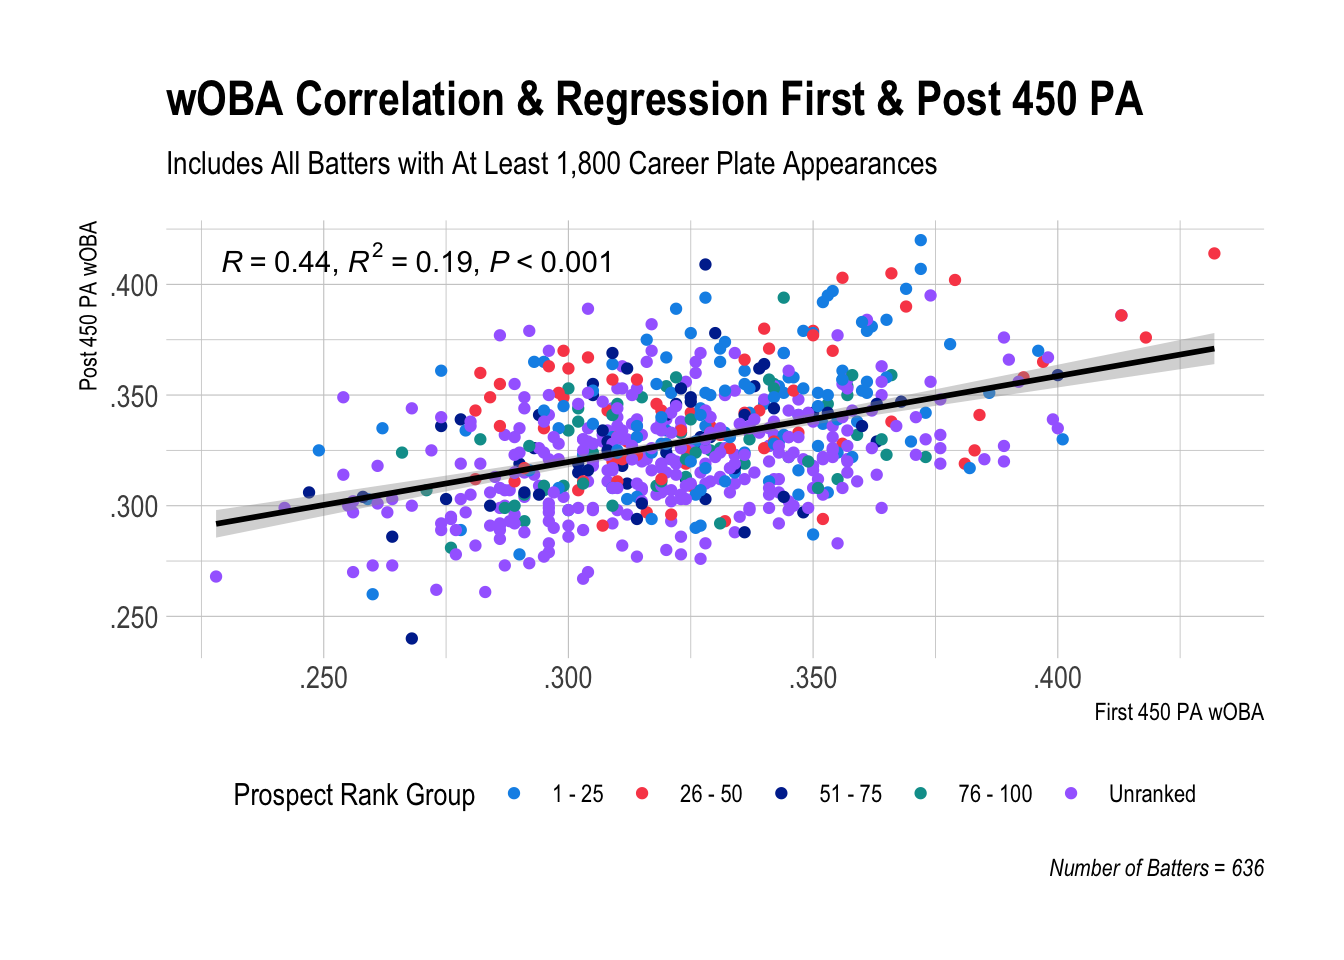 wOBA Correlation & Regression First & Post 450 PA
Includes All Batters with At Least 1,800 Career Plate Appearances
Post 450 PA wOBA
R = 0.44, R² = 0.19, P < 0.001
.400
.350
.300
.250
.250 .300 .350 .400
First 450 PA wOBA
Prospect Rank Group 1 - 25 26 - 50 51 - 75 76 - 100 Unranked
Number of Batters = 636